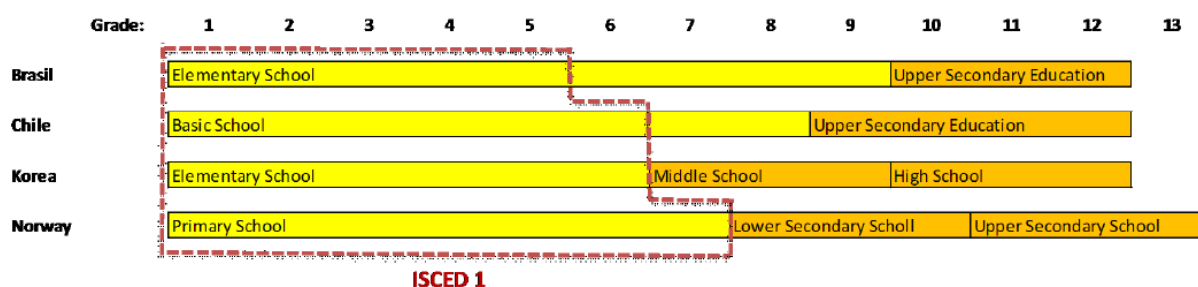 Grade: 1 2 3 4 5 6 7 8 9 10 11 12 13
Brasil Elementary School Upper Secondary Education
Chile Basic School Upper Secondary Education
Korea Elementary School Middle School High School
Norway Primary School Lower Secondary Scholl Upper Secondary School
ISCED 1